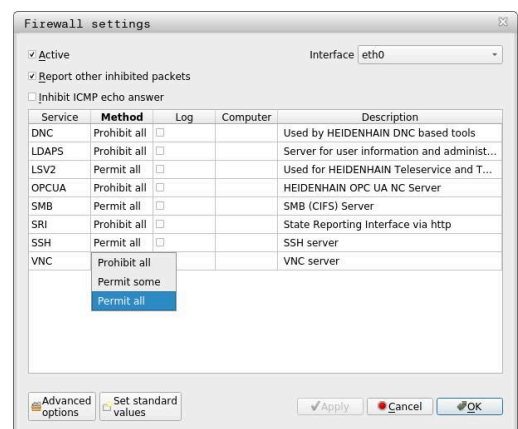 Firewall settings
Active Interface eth0
Report other inhibited packets
Inhibit ICMP echo answer
Service Method Log Computer Description
DNC Prohibit all Used by HEIDENHAIN DNC based tools
LDAPS Prohibit all Server for user information and administ...
LSV2 Permit all Used for HEIDENHAIN Teleservice and T...
OPCUA Prohibit all HEIDENHAIN OPC UA NC Server
SMB Permit all SMB (CIFS) Server
SRI Prohibit all State Reporting Interface via http
SSH Permit all SSH server
VNC Prohibit all VNC server
Permit some
Permit all
Advanced options Set standard values Apply Cancel OK